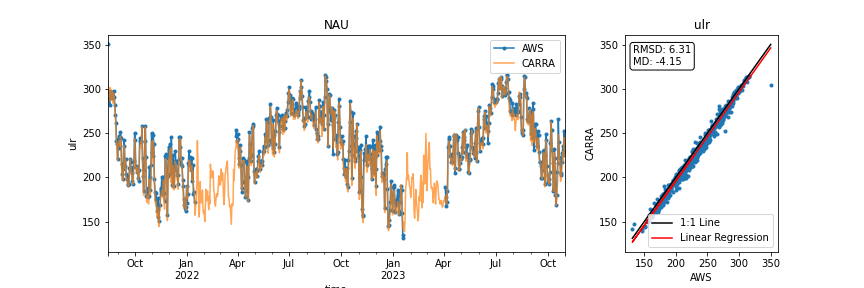 NAU
ulr
350
300
250
200
150
AWS
CARRA
Oct
Jan
2022
Apr
Jul
Oct
Jan
2023
Apr
Jul
Oct
time
ulr
CARRA
350
300
250
200
150
RMSD: 6.31
MD: -4.15
1:1 Line
Linear Regression
150
200
250
300
350
AWS